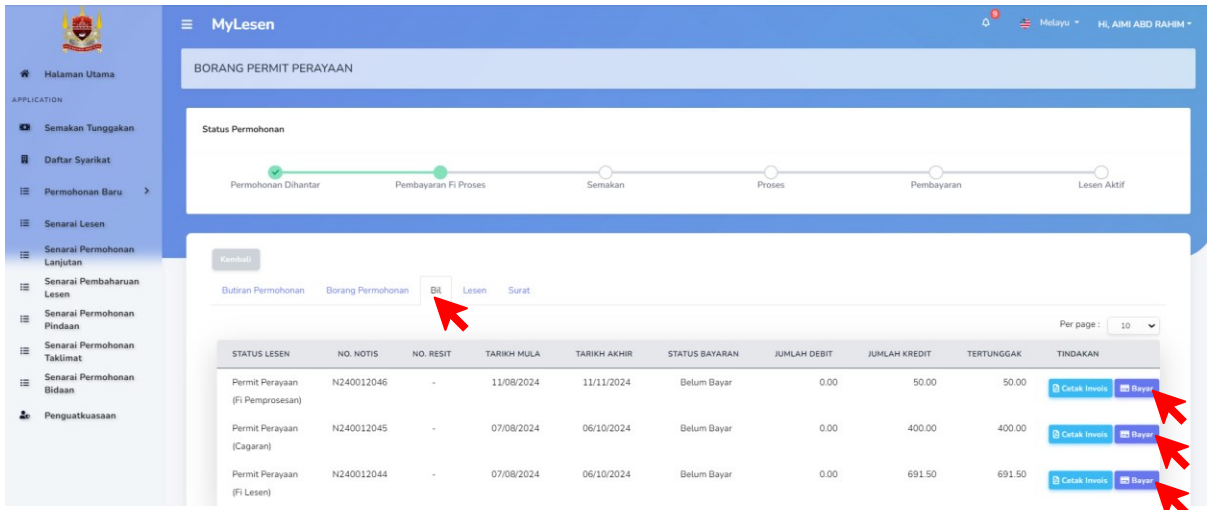 MyLesen
9
Melayu
HI, AIMI ABD RAHIM
Halaman Utama
APPLICATION
Semakan Tunggakan
Daftar Syarikat
Permohonan Baru
Senarai Lesen
Senarai Permohonan
Lanjutan
Senarai Pembaharuan
Lesen
Senarai Permohonan
Pindaan
Senarai Permohonan
Taklimat
Senarai Permohonan
Bidaan
Penguatkuasaan
BORANG PERMIT PERAYAAN
Status Permohonan
Permohonan Dihantar Pembayaran Fi Proses Semakan Proses Pembayaran Lesen Aktif
Kembali
Butiran Permohonan Borang Permohonan Bil Lesen Surat
Per page : 10
STATUS LESEN NO. NOTIS NO. RESIT TARIKH MULA TARIKH AKHIR STATUS BAYARAN JUMLAH DEBIT JUMLAH KREDIT TERTUNGGAK TINDAKAN
Permit Perayaan N240012046 - 11/08/2024 11/11/2024 Belum Bayar 0.00 50.00 50.00 Cetak Invois Bayar
(Fi Pemprosesan)
Permit Perayaan N240012045 - 07/08/2024 06/10/2024 Belum Bayar 0.00 400.00 400.00 Cetak Invois Bayar
(Cagaran)
Permit Perayaan N240012044 - 07/08/2024 06/10/2024 Belum Bayar 0.00 691.50 691.50 Cetak Invois Bayar
(Fi Lesen)